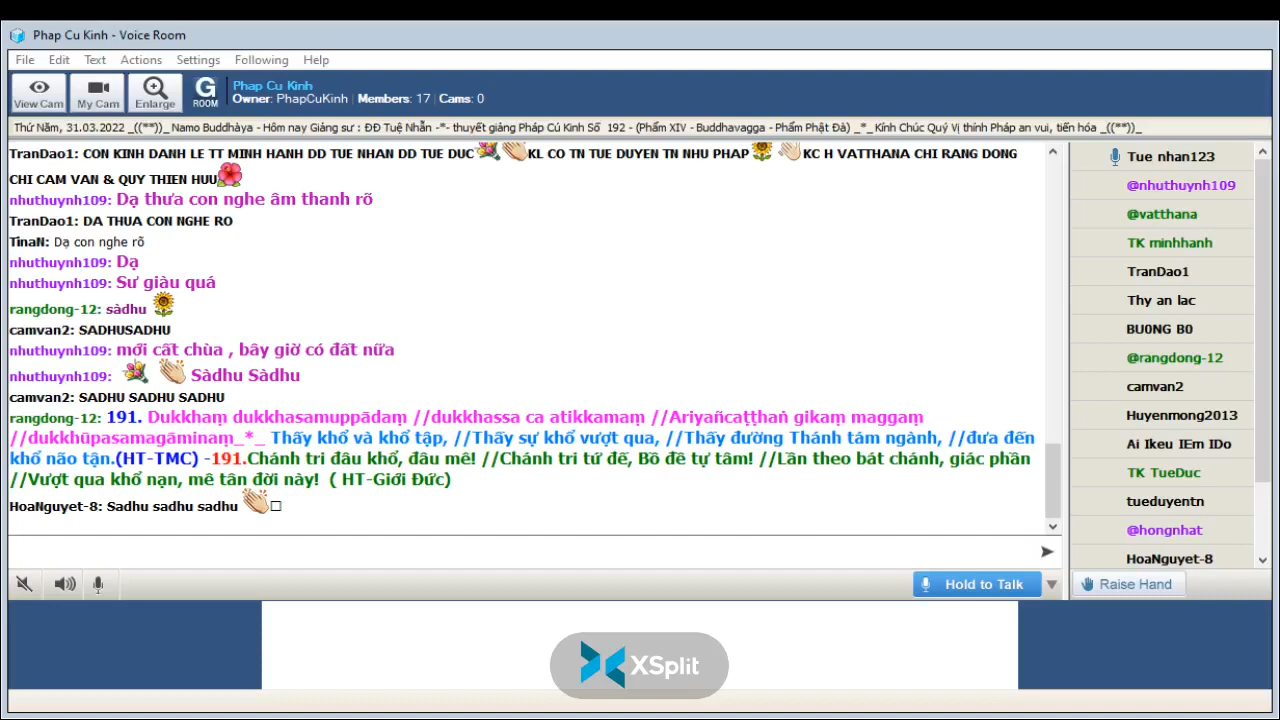 Phap Cu Kinh - Voice Room
File Edit Text Actions Settings Following Help
View Cam My Cam Enlarge G ROOM
Phap Cu Kinh
Owner: PhapCuKinh | Members: 17 | Cams: 0
Thứ Năm, 31.03.2022 _((**))_ Namo Buddhàya - Hôm nay Giảng sư : ĐĐ Tuệ Nhẫn -*- thuyết giảng Pháp Cú Kinh Số 192 - (Phẩm XIV - Buddhavagga - Phẩm Phật Đà) _*_ Kính Chúc Quý Vị thính Pháp an vui, tiến hóa _((**))_
TranDao1: CON KINH DANH LE TT MINH HANH DD TUE NHAN DD TUE DUC KL CO TN TUE DUYEN TN NHU PHAP KC H VATTHANA CHI RANG DONG
CHI CAM VAN & QUY THIEN HUU
nhuthuynh109: Dạ thưa con nghe âm thanh rõ
TranDao1: DA THUA CON NGHE RO
TinaN: Dạ con nghe rõ
nhuthuynh109: Dạ
nhuthuynh109: Sư giàu quá
rangdong-12: sàdhu
camvan2: SADHUSADHU
nhuthuynh109: mới cất chùa , bây giờ có đất nữa
nhuthuynh109: Sàdhu Sàdhu
camvan2: SADHU SADHU SADHU
rangdong-12: 191. Dukkhaṃ dukkhasamuppādaṃ //dukkhassa ca atikkamaṃ //Ariyañcaṭṭhaṅ gikaṃ maggaṃ
//dukkhūpasamagāminaṃ_*_ Thấy khổ và khổ tập, //Thấy sự khổ vượt qua, //Thấy đường Thánh tám ngành, //đưa đến
khổ não tận.(HT-TMC) -191.Chánh tri đâu khổ, đâu mê! //Chánh tri tứ đế, Bồ đề tự tâm! //Lần theo bát chánh, giác phần
//Vượt qua khổ nạn, mê tân đời này! ( HT-Giới Đức)
HoaNguyet-8: Sadhu sadhu sadhu
Tue nhan123
@nhuthuynh109
@vatthana
TK minhhanh
TranDao1
Thy an lac
BU0NG B0
@rangdong-12
camvan2
Huyenmong2013
Ai Ikeu IEm IDo
TK TueDuc
tueduyentn
@hongnhat
HoaNguyet-8
Hold to Talk
Raise Hand
XSplit